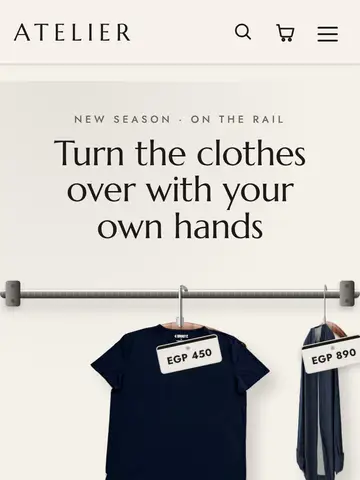 ATELIER
NEW SEASON · ON THE RAIL
Turn the clothes
over with your
own hands
EGP 450
EGP 890